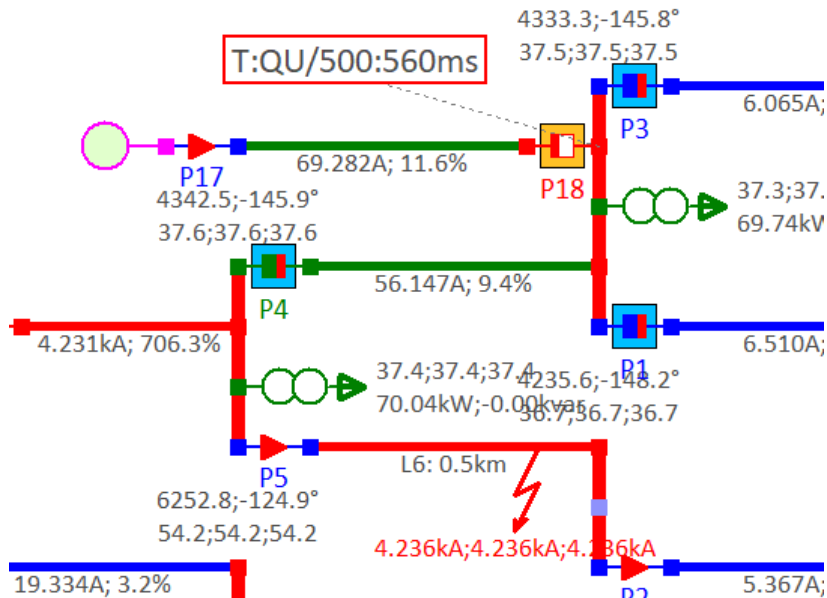 4333.3;-145.8°
37.5;37.5;37.5
T:QU/500:560ms
P3
6.065A;
69.282A; 11.6%
P17
P18
4342.5;-145.9°
37.6;37.6;37.6
37.3;37.
69.74kW
56.147A; 9.4%
P4
4.231kA; 706.3%
P1
6.510A;
37.4;37.4;37.4
70.04kW;-0.00kvar
4235.6;-148.2°
36.7;36.7;36.7
P5
L6: 0.5km
6252.8;-124.9°
54.2;54.2;54.2
4.236kA;4.236kA;4.236kA
19.334A; 3.2%
P2
5.367A;